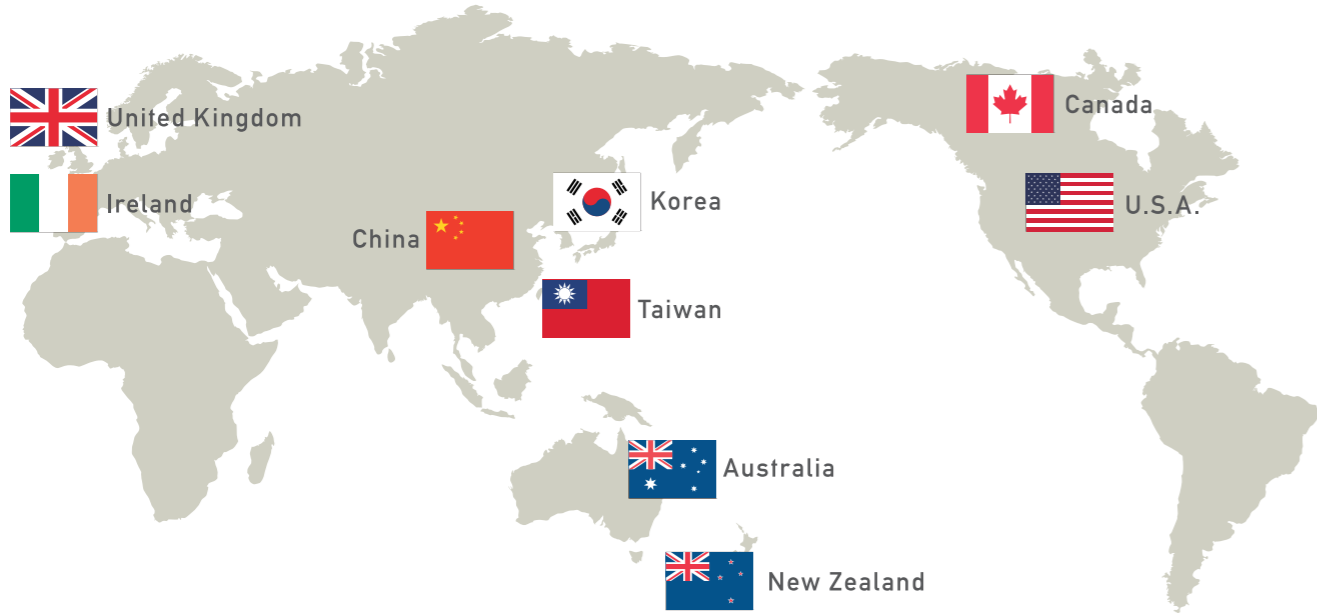 United Kingdom
Canada
Ireland
Korea
U.S.A.
China
Taiwan
Australia
New Zealand